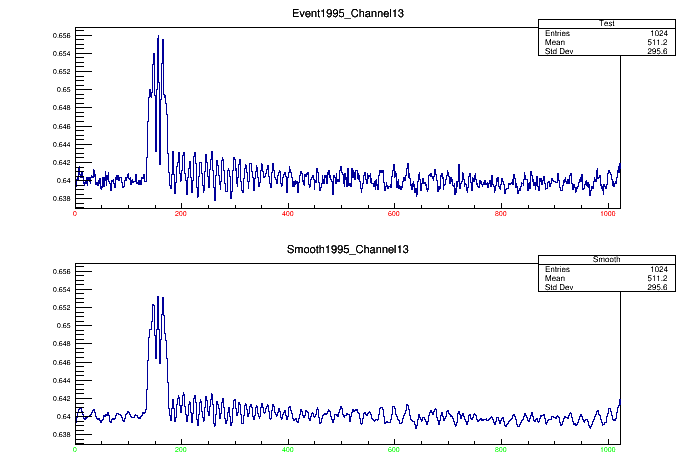 Event1995_Channel13
Test
Entries 1024
Mean 511.2
Std Dev 295.6
0.656
0.654
0.652
0.65
0.648
0.646
0.644
0.642
0.64
0.638
0 200 400 600 800 1000
Smooth1995_Channel13
Smooth
Entries 1024
Mean 511.2
Std Dev 295.6
0.656
0.654
0.652
0.65
0.648
0.646
0.644
0.642
0.64
0.638
0 200 400 600 800 1000